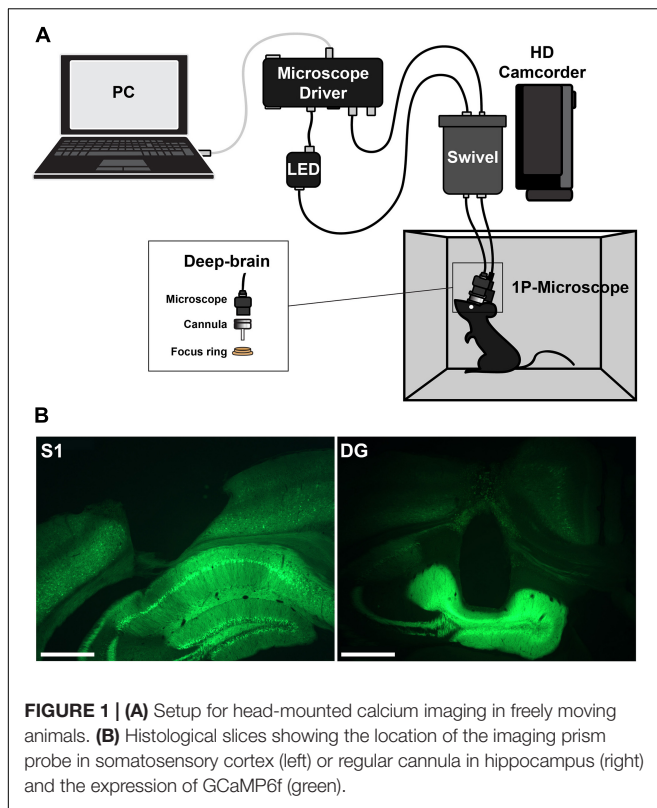 A
PC
Microscope
Driver
LED
HD
Camcorder
Swivel
Deep-brain
Microscope
Cannula
Focus ring
1P-Microscope
B
S1
DG
FIGURE 1 | (A) Setup for head-mounted calcium imaging in freely moving
animals. (B) Histological slices showing the location of the imaging prism
probe in somatosensory cortex (left) or regular cannula in hippocampus (right)
and the expression of GCaMP6f (green).